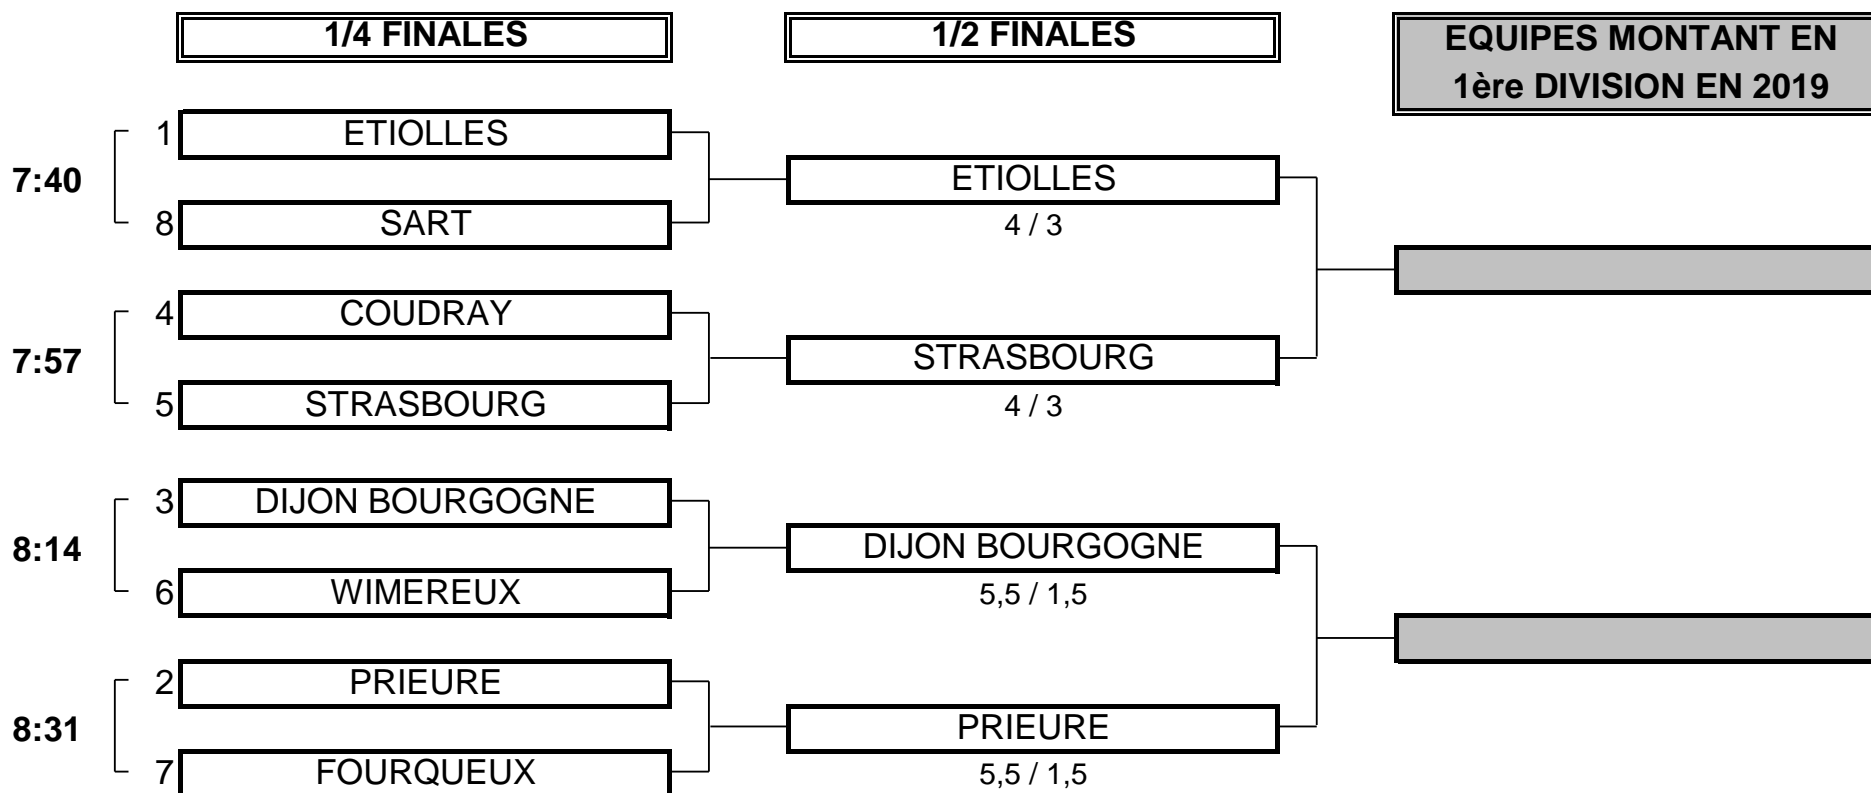 1/4 FINALES
1/2 FINALES
EQUIPES MONTANT EN
1ère DIVISION EN 2019
1 ETIOLLES
7:40
ETIOLLES
8 SART
4 / 3
4 COUDRAY
7:57
STRASBOURG
5 STRASBOURG
4 / 3
3 DIJON BOURGOGNE
8:14
DIJON BOURGOGNE
6 WIMEREUX
5,5 / 1,5
2 PRIEURE
8:31
PRIEURE
7 FOURQUEUX
5,5 / 1,5